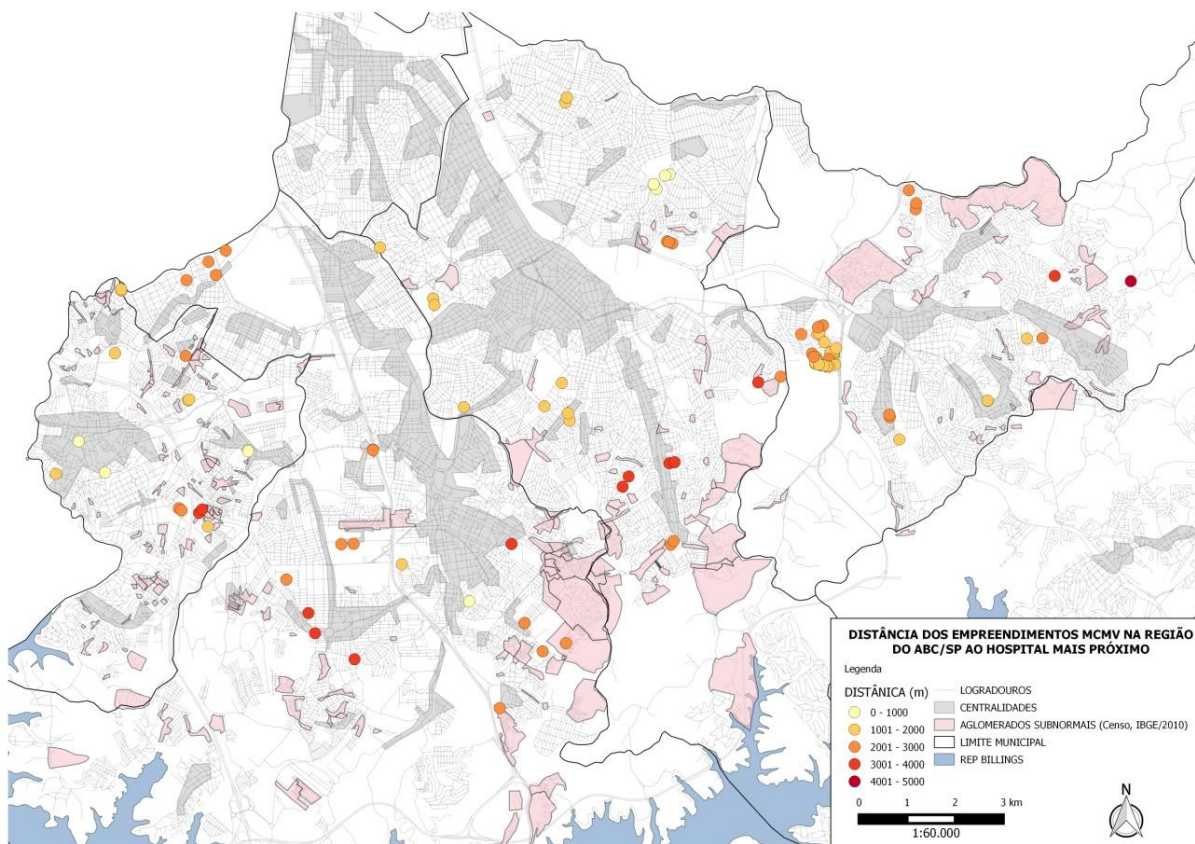 DISTÂNCIA DOS EMPREENDIMENTOS MCMV NA REGIÃO
DO ABC/SP AO HOSPITAL MAIS PRÓXIMO
Legenda
DISTÂNICA (m)
0 - 1000
1001 - 2000
2001 - 3000
3001 - 4000
4001 - 5000
LOGRADOUROS
CENTRALIDADES
AGLOMERADOS SUBNORMAIS (Censo, IBGE/2010)
LIMITE MUNICIPAL
REP BILLINGS
0 1 2 3 km
1:60.000
N